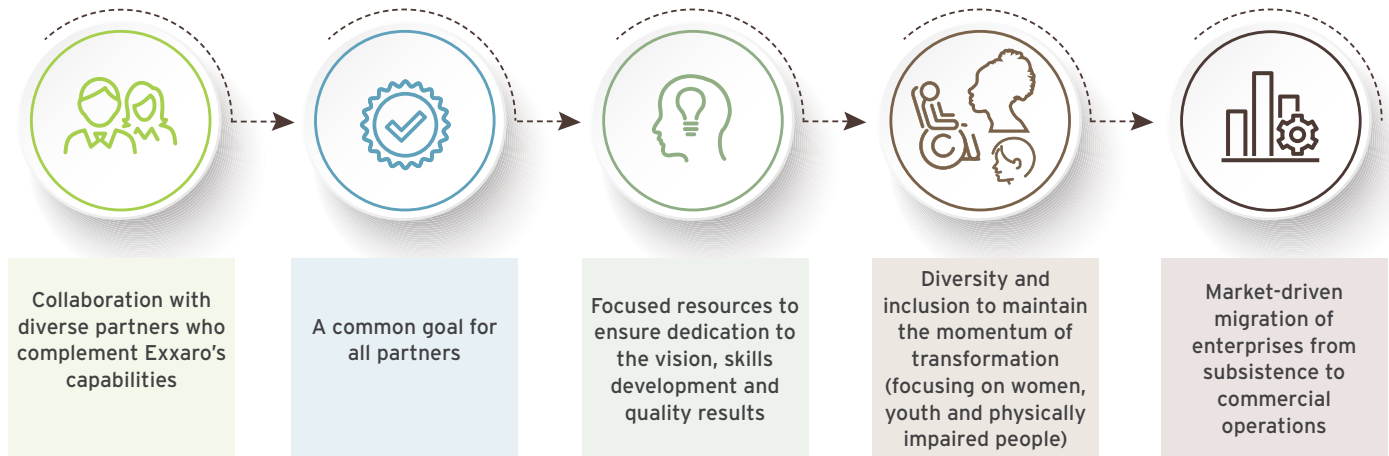 Collaboration with
diverse partners who
complement Exxaro’s
capabilities
A common goal for
all partners
Focused resources to
ensure dedication to
the vision, skills
development and
quality results
Diversity and
inclusion to maintain
the momentum of
transformation
(focusing on women,
youth and physically
impaired people)
Market-driven
migration of
enterprises from
subsistence to
commercial
operations